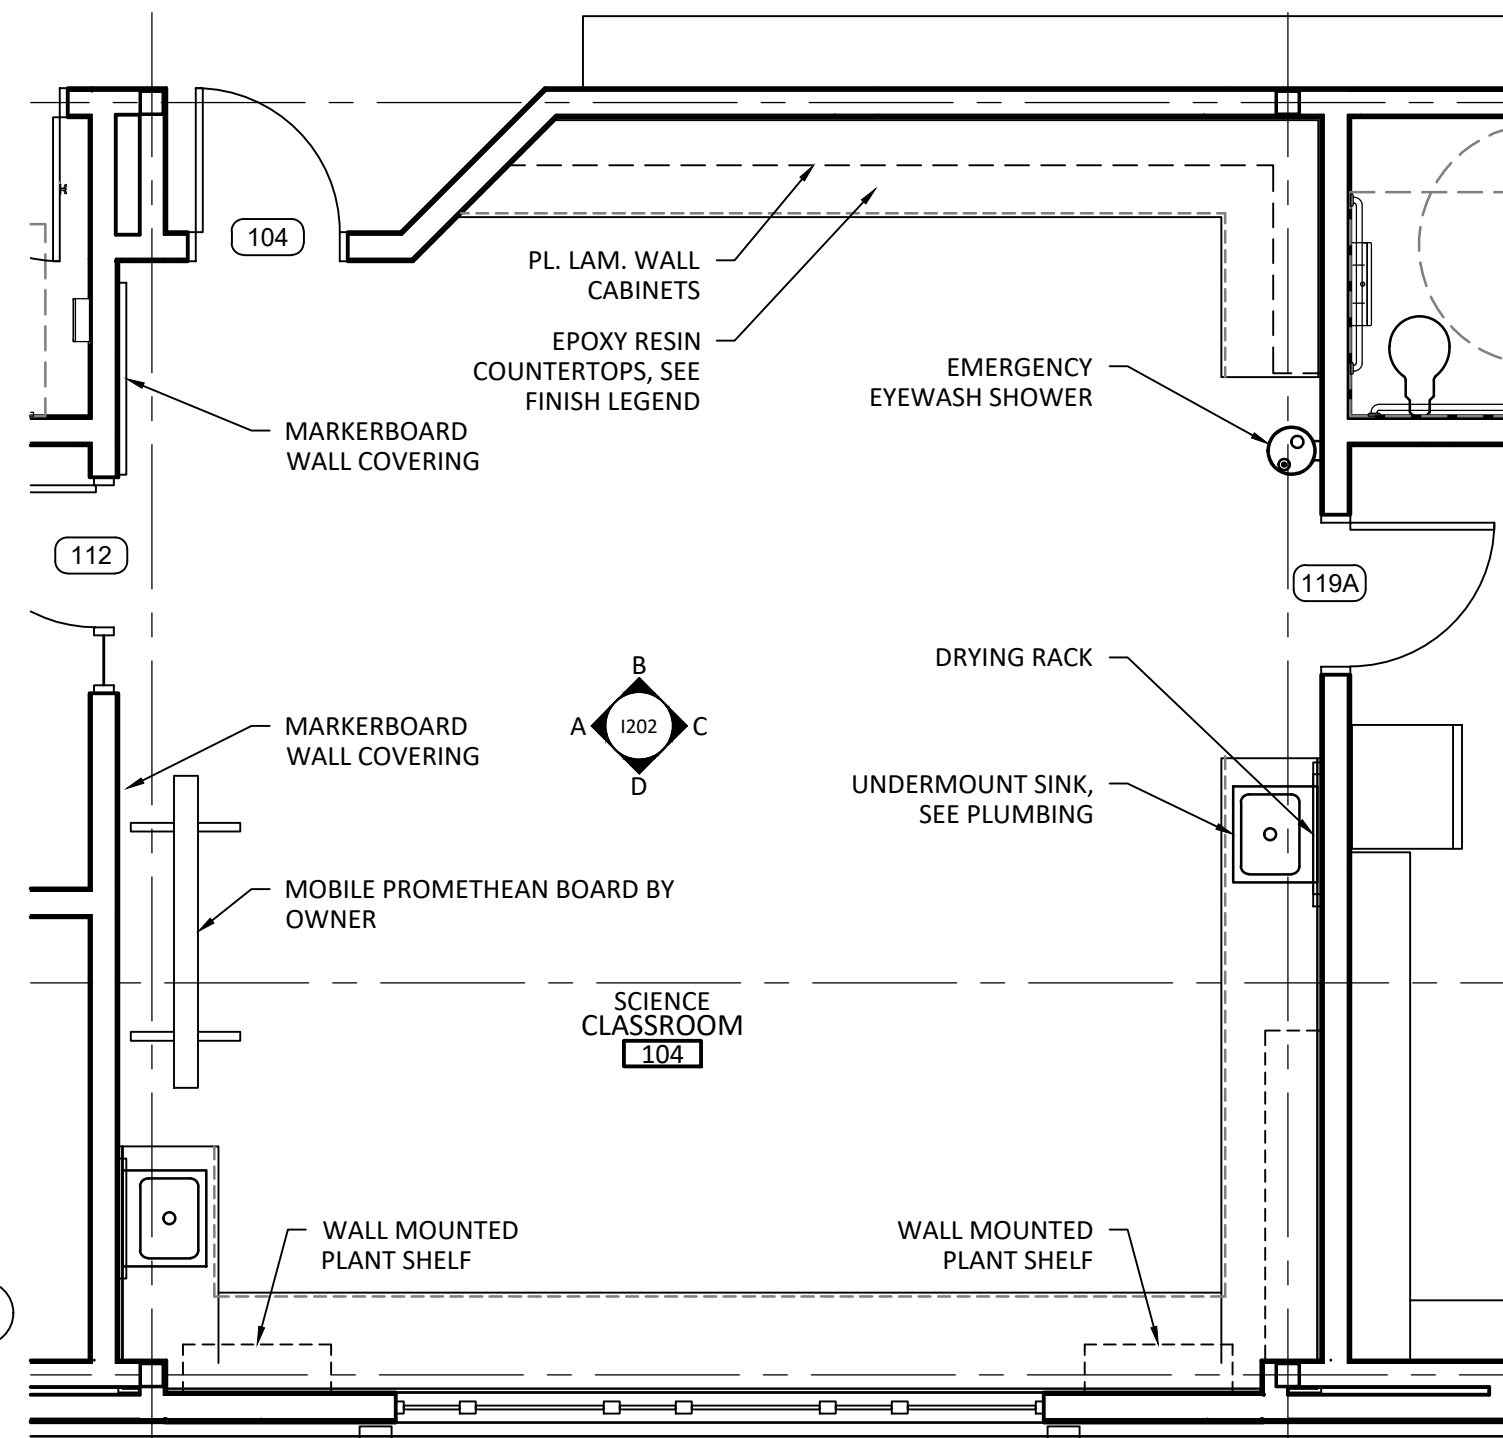 104
PL. LAM. WALL
CABINETS
EPOXY RESIN
COUNTERTOPS, SEE
FINISH LEGEND
EMERGENCY
EYEWASH SHOWER
MARKERBOARD
WALL COVERING
112
119A
B
A I202 C
D
DRYING RACK
MARKERBOARD
WALL COVERING
UNDERMOUNT SINK,
SEE PLUMBING
MOBILE PROMETHEAN BOARD BY
OWNER
SCIENCE
CLASSROOM
104
WALL MOUNTED
PLANT SHELF
WALL MOUNTED
PLANT SHELF